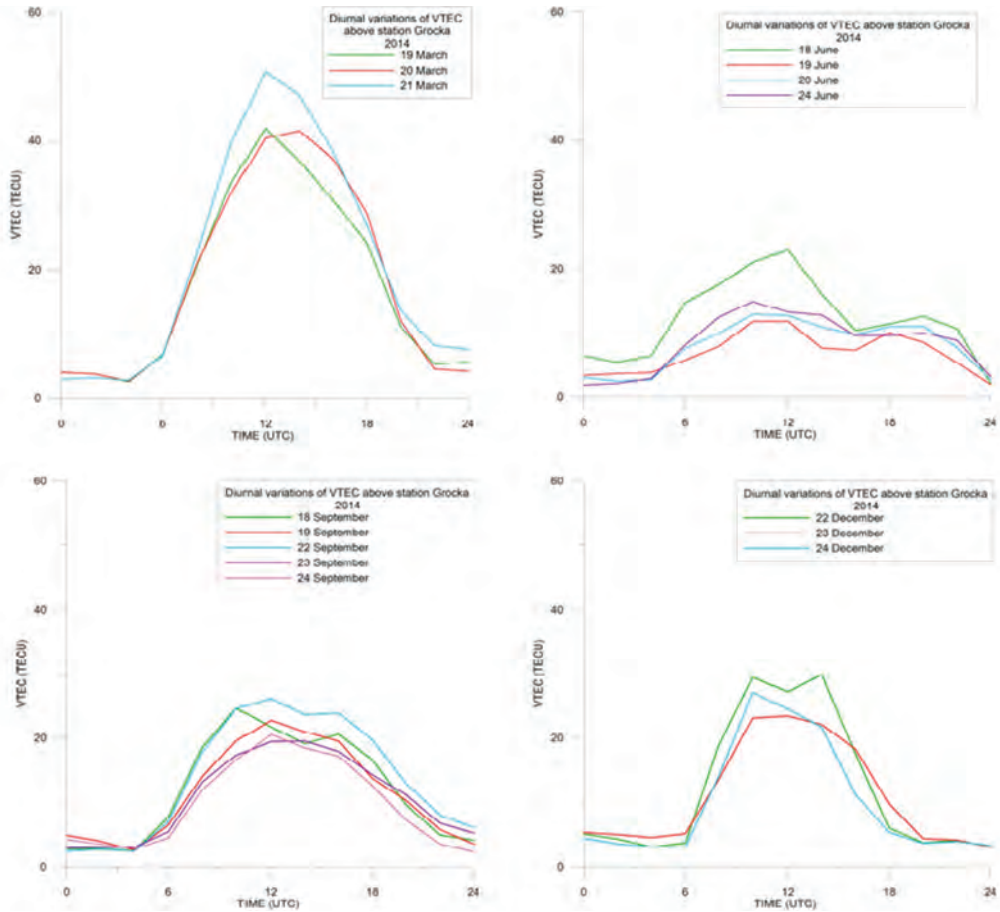 60
40
20
0
VTEC (TECU)
0
6
12
18
24
TIME (UTC)
Diurnal variations of VTEC
above station Grocka
2014
19 March
20 March
21 March
60
40
20
0
VTEC (TECU)
0
6
12
18
24
TIME (UTC)
Diurnal variations of VTEC above station Grocka
2014
18 June
19 June
20 June
24 June
60
40
20
0
VTEC (TECU)
0
6
12
18
24
TIME (UTC)
Diurnal variations of VTEC above station Grocka
2014
18 September
19 September
22 September
23 September
24 September
60
40
20
0
VTEC (TECU)
0
6
12
18
24
TIME (UTC)
Diurnal variations of VTEC above station Grocka
2014
22 December
23 December
24 December